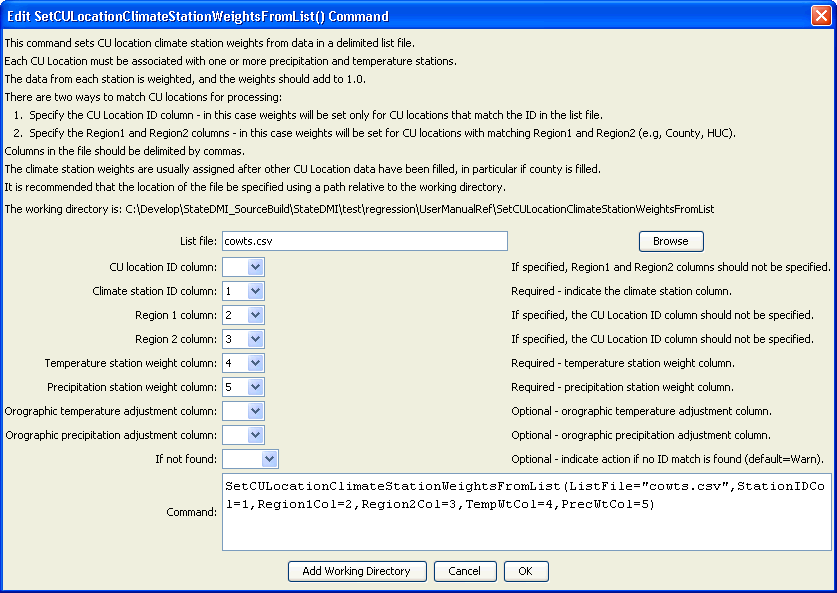 Edit SetCULocationClimateStationWeightsFromList() Command
This command sets CU location climate station weights from data in a delimited list file.
Each CU Location must be associated with one or more precipitation and temperature stations.
The data from each station is weighted, and the weights should add to 1.0.
There are two ways to match CU locations for processing:
1. Specify the CU Location ID column - in this case weights will be set only for CU locations that match the ID in the list file.
2. Specify the Region1 and Region2 columns - in this case weights will be set for CU locations with matching Region1 and Region2 (e.g, County, HUC).
Columns in the file should be delimited by commas.
The climate station weights are usually assigned after other CU Location data have been filled, in particular if county is filled.
It is recommended that the location of the file be specified using a path relative to the working directory.
The working directory is: C:\Develop\StateDMI_SourceBuild\StateDMI\test\regression\UserManualRef\SetCULocationClimateStationWeightsFromList
List file: cowts.csv Browse
CU location ID column: If specified, Region1 and Region2 columns should not be specified.
Climate station ID column: 1 Required - indicate the climate station column.
Region 1 column: 2 If specified, the CU Location ID column should not be specified.
Region 2 column: 3 If specified, the CU Location ID column should not be specified.
Temperature station weight column: 4 Required - temperature station weight column.
Precipitation station weight column: 5 Required - precipitation station weight column.
Orographic temperature adjustment column: Optional - orographic temperature adjustment column.
Orographic precipitation adjustment column: Optional - orographic precipitation adjustment column.
If not found: Optional - indicate action if no ID match is found (default=Warn).
Command: SetCULocationClimateStationWeightsFromList(ListFile="cowts.csv",StationIDCo
l=1,Region1Col=2,Region2Col=3,TempWtCol=4,PrecWtCol=5)
Add Working Directory Cancel OK